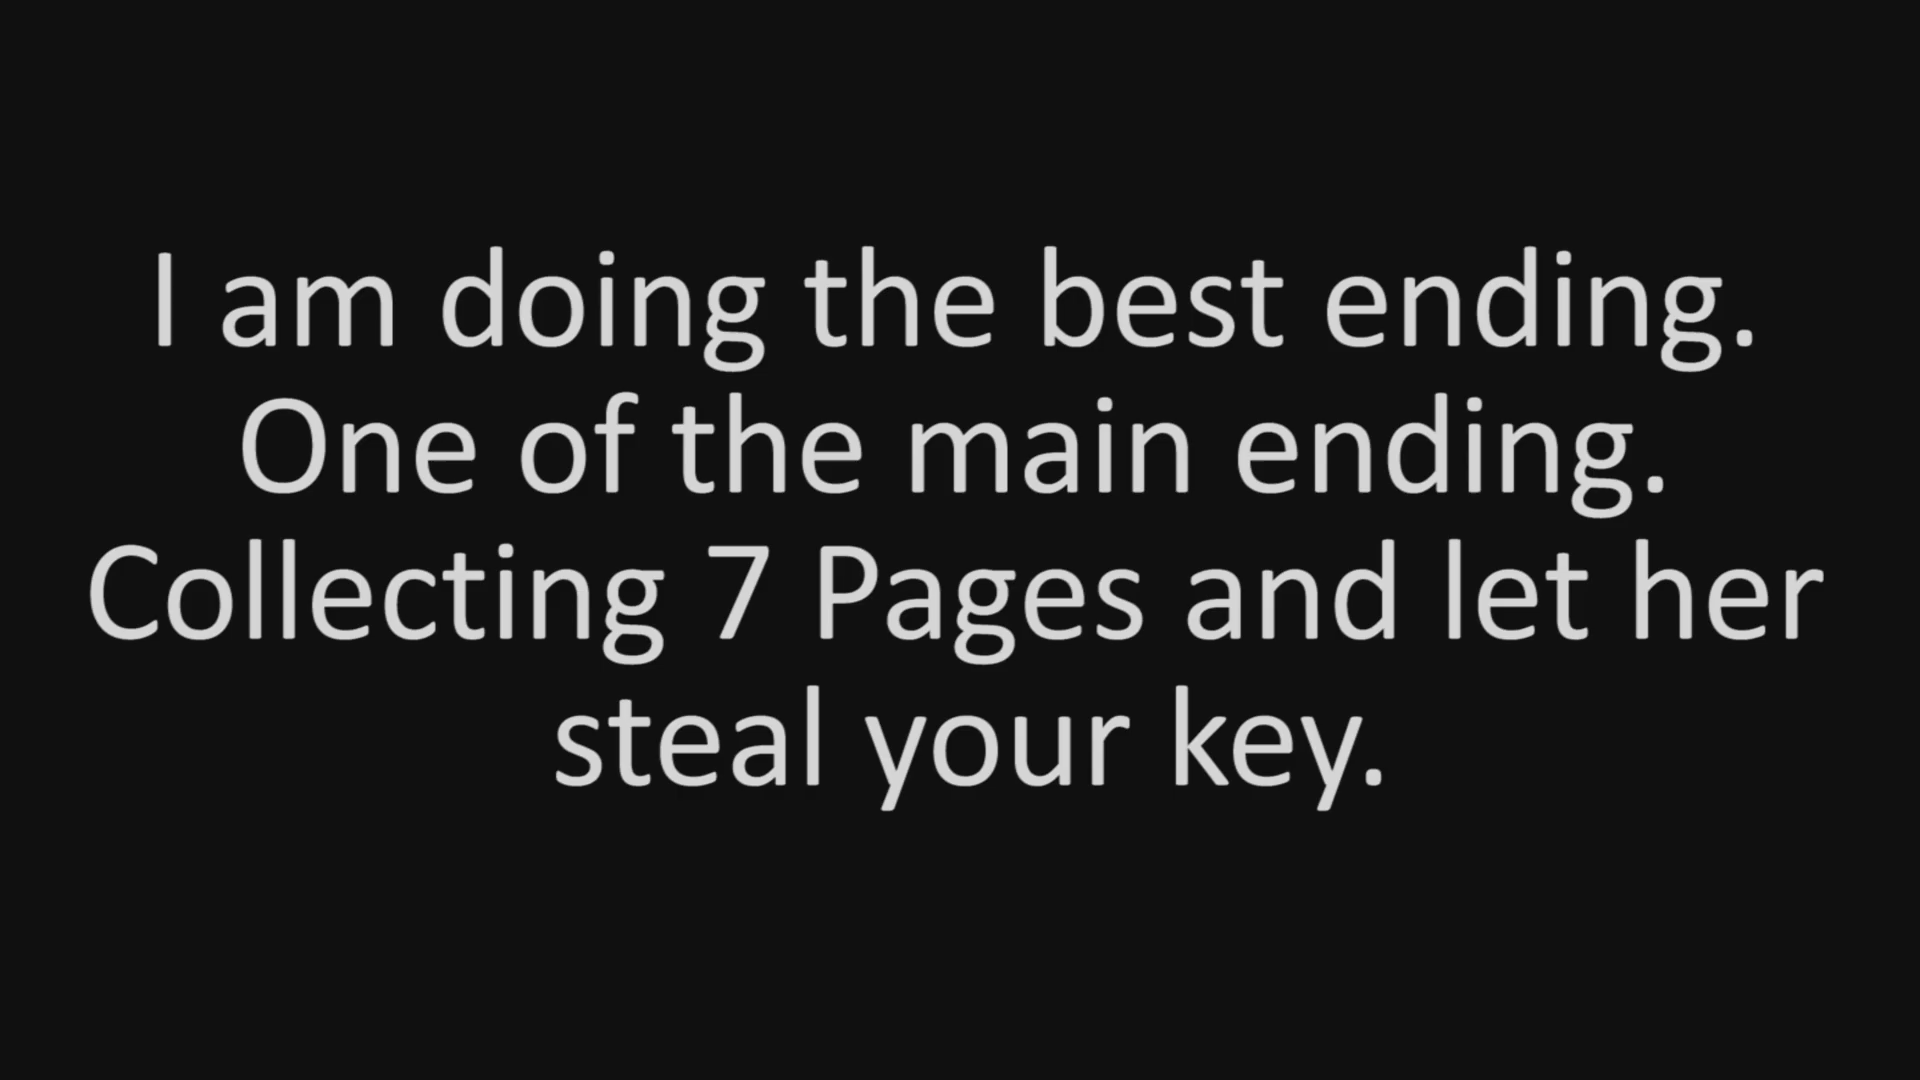 I am doing the best ending.
One of the main ending.
Collecting 7 Pages and let her
steal your key.